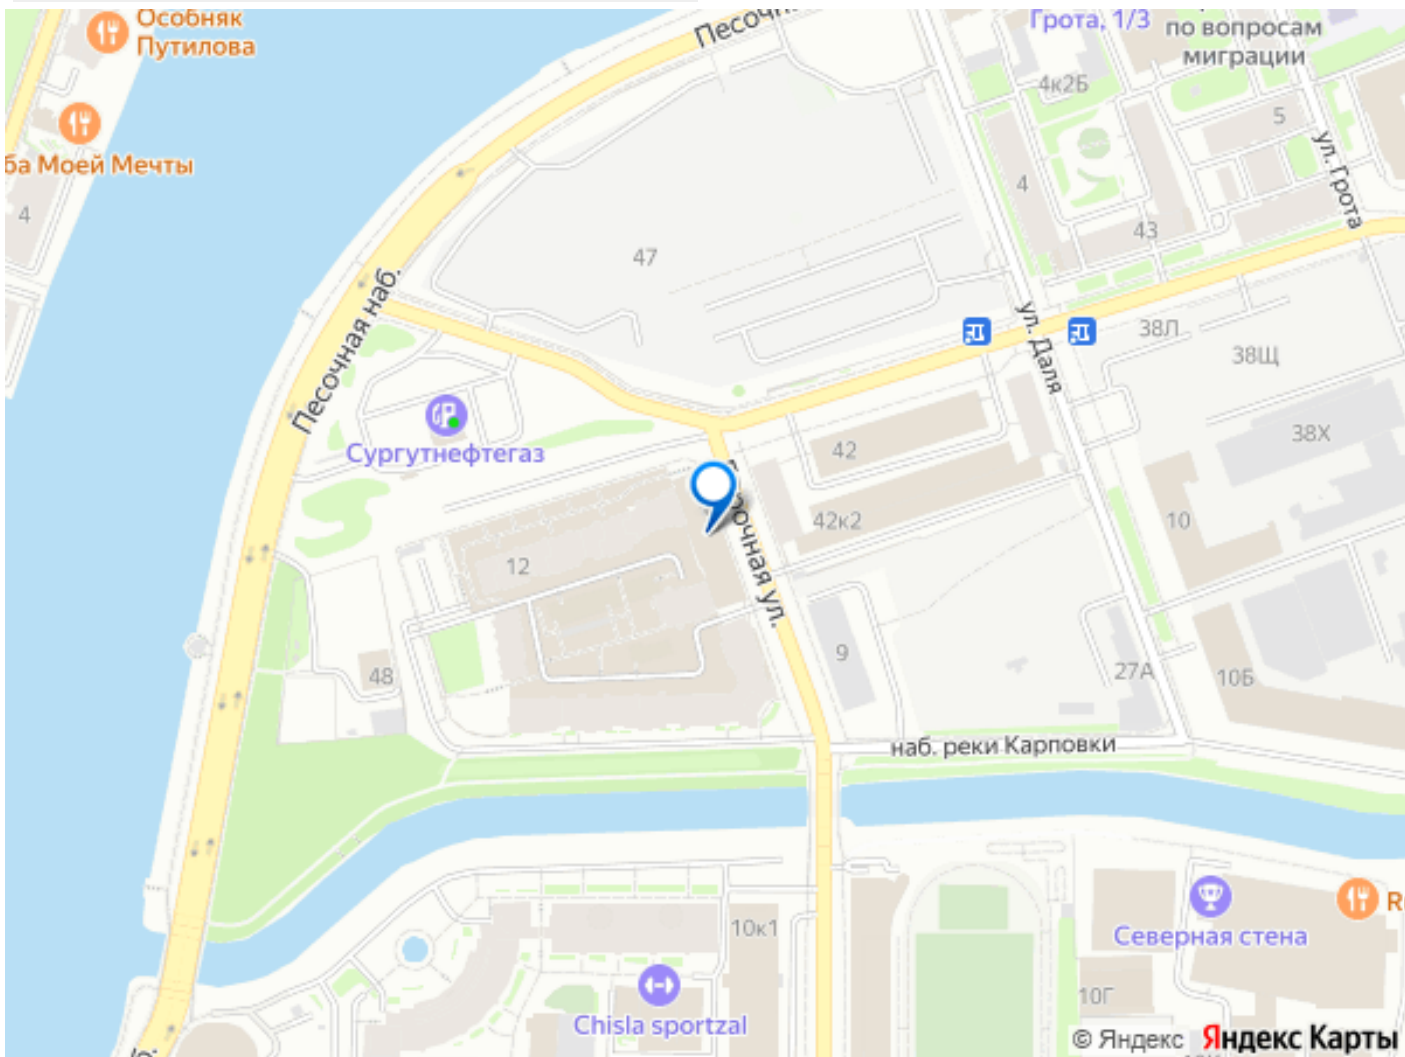 Особняк
Путилова
Песочна
Грота, 1/3
по вопросам
миграции
4к2Б
5
ул. Грота
ба Моей Мечты
4
4
43
47
Песочная наб.
ул. Даля
38Л
38Щ
38Х
Сургутнефтегаз
42
42к2
10
очная ул.
12
9
48
27А
10Б
наб. реки Карповки
10к1
Северная стена
R
Chisla sportzal
10Г
© Яндекс Яндекс Карты